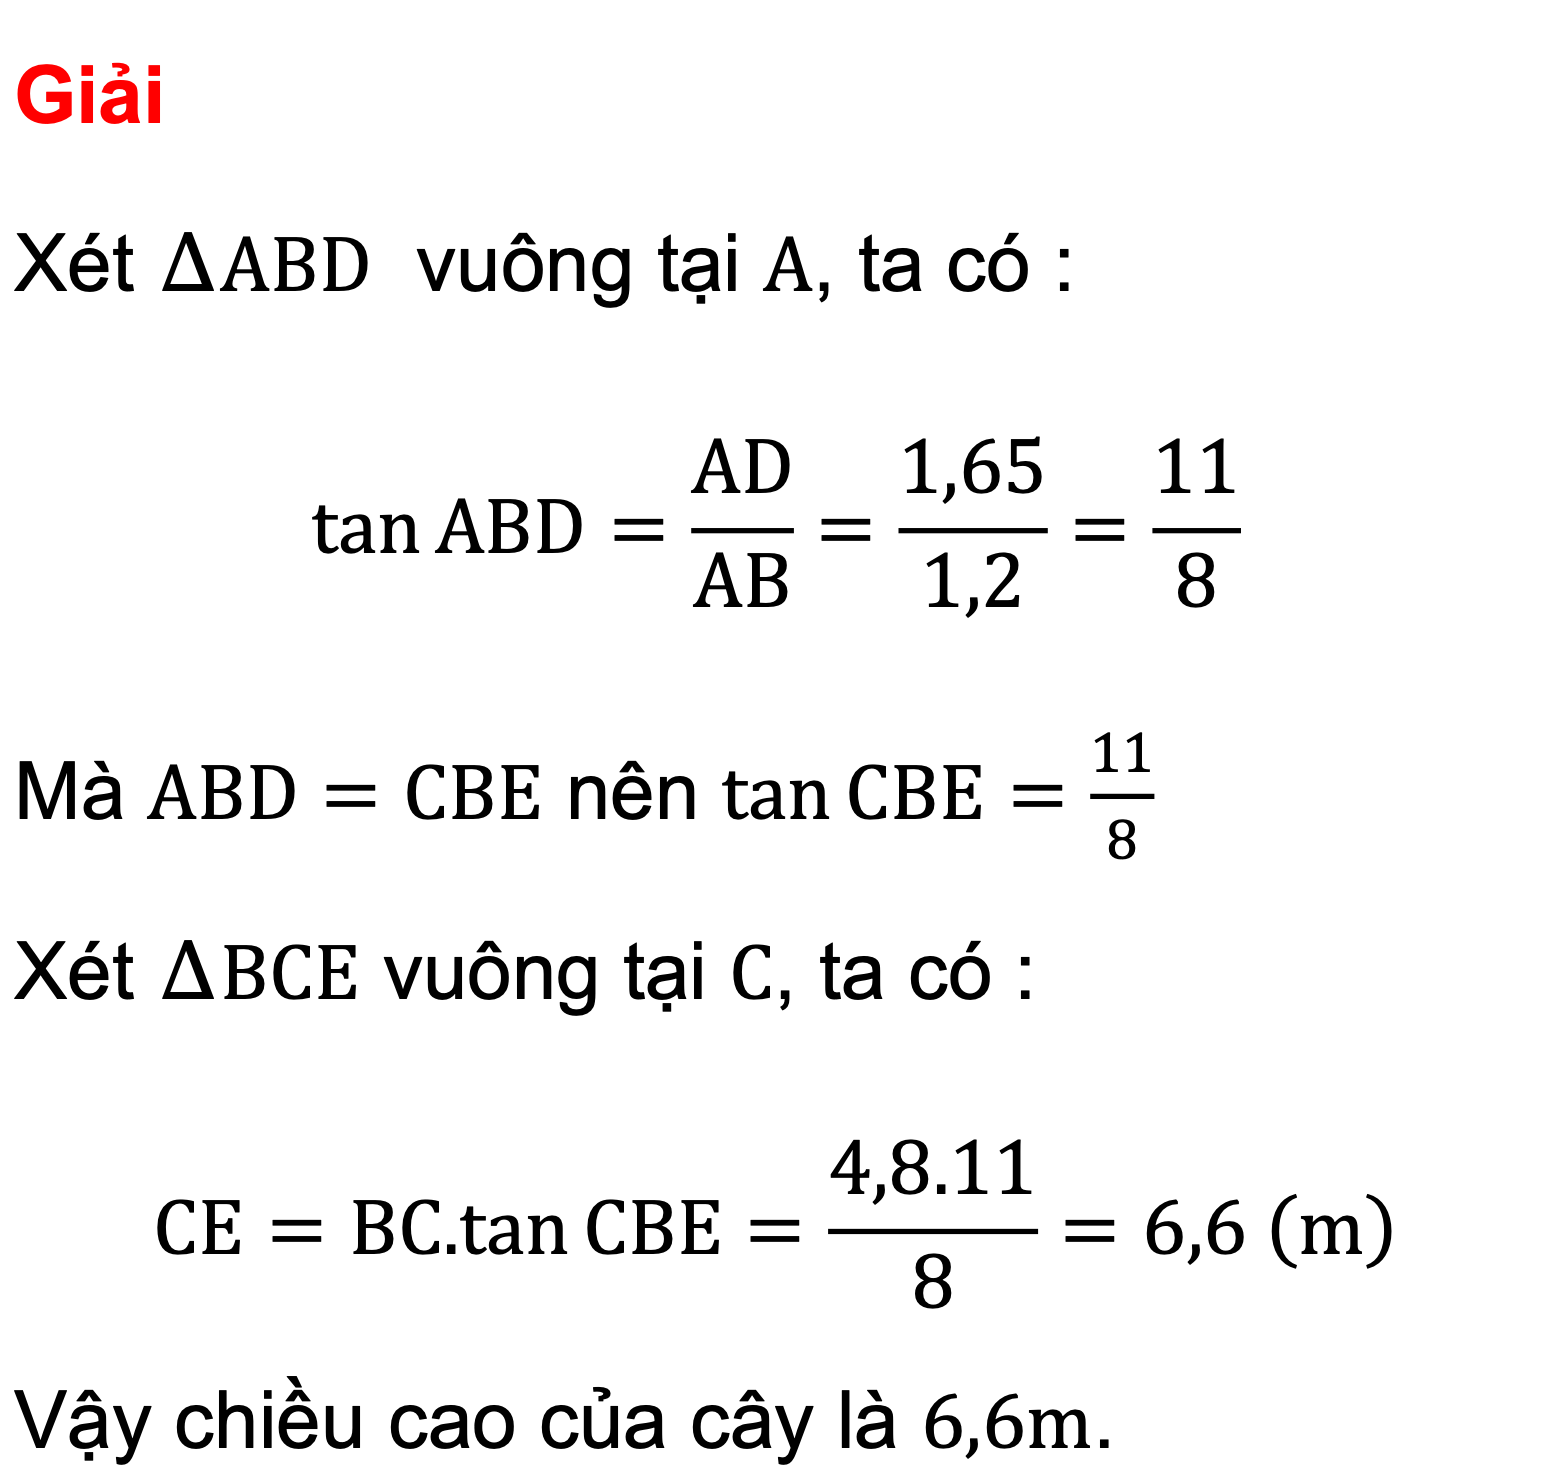 Giải
Xét ΔABD vuông tại A, ta có :
tan ABD = AD/AB = 1,65/1,2 = 11/8
Mà ABD = CBE nên tan CBE = 11/8
Xét ΔBCE vuông tại C, ta có :
CE = BC.tan CBE = 4,8.11/8 = 6,6 (m)
Vậy chiều cao của cây là 6,6m.